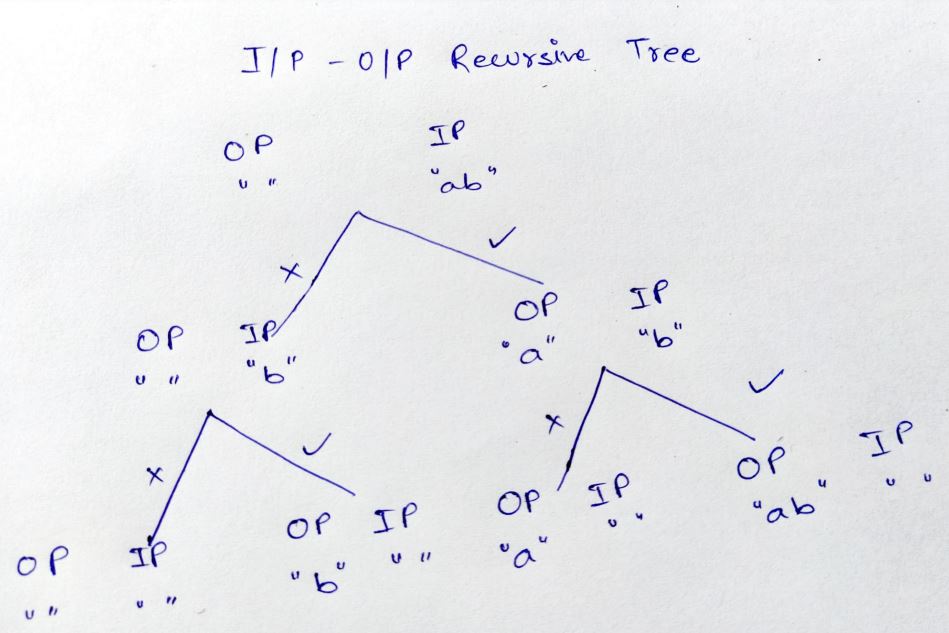 I/P - O/P Recursive Tree
OP IP
" " "ab"
× ✓
OP IP OP IP
" " "b" "a" "b"
× ✓ × ✓
OP IP OP IP OP IP OP IP
" " " " "b" " " "a" " " "ab" " "